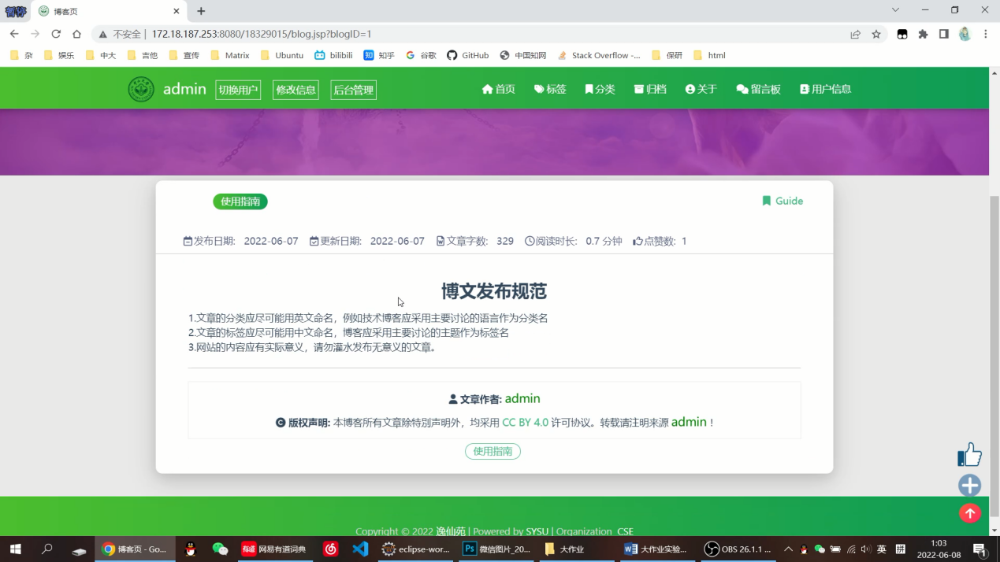 暂停 博客页
不安全 | 172.18.187.253:8080/18329015/blog.jsp?blogID=1
杂 娱乐 中大 吉他 宣传 Matrix Ubuntu bilibili 知 知乎 谷歌 GitHub 中国知网 Stack Overflow -... 保研 html
admin 切换用户 修改信息 后台管理 首页 标签 分类 归档 关于 留言板 用户信息
使用指南 Guide
发布日期: 2022-06-07 更新日期: 2022-06-07 文章字数: 329 阅读时长: 0.7 分钟 点赞数: 1
博文发布规范
1.文章的分类应尽可能用英文命名，例如技术博客应采用主要讨论的语言作为分类名
2.文章的标签应尽可能用中文命名，博客应采用主要讨论的主题作为标签名
3.网站的内容应有实际意义，请勿灌水发布无意义的文章。
文章作者: admin
版权声明: 本博客所有文章除特别声明外，均采用 CC BY 4.0 许可协议。转载请注明来源 admin！
使用指南
Copyright © 2022 逸仙苑 | Powered by SYSU | Organization CSE
博客页 - Go... 有道 网易有道词典 eclipse-wor... Ps 微信图片_20... 大作业 大作业实验... OBS 26.1.1 ... 英 拼 1:03
2022-06-08 1